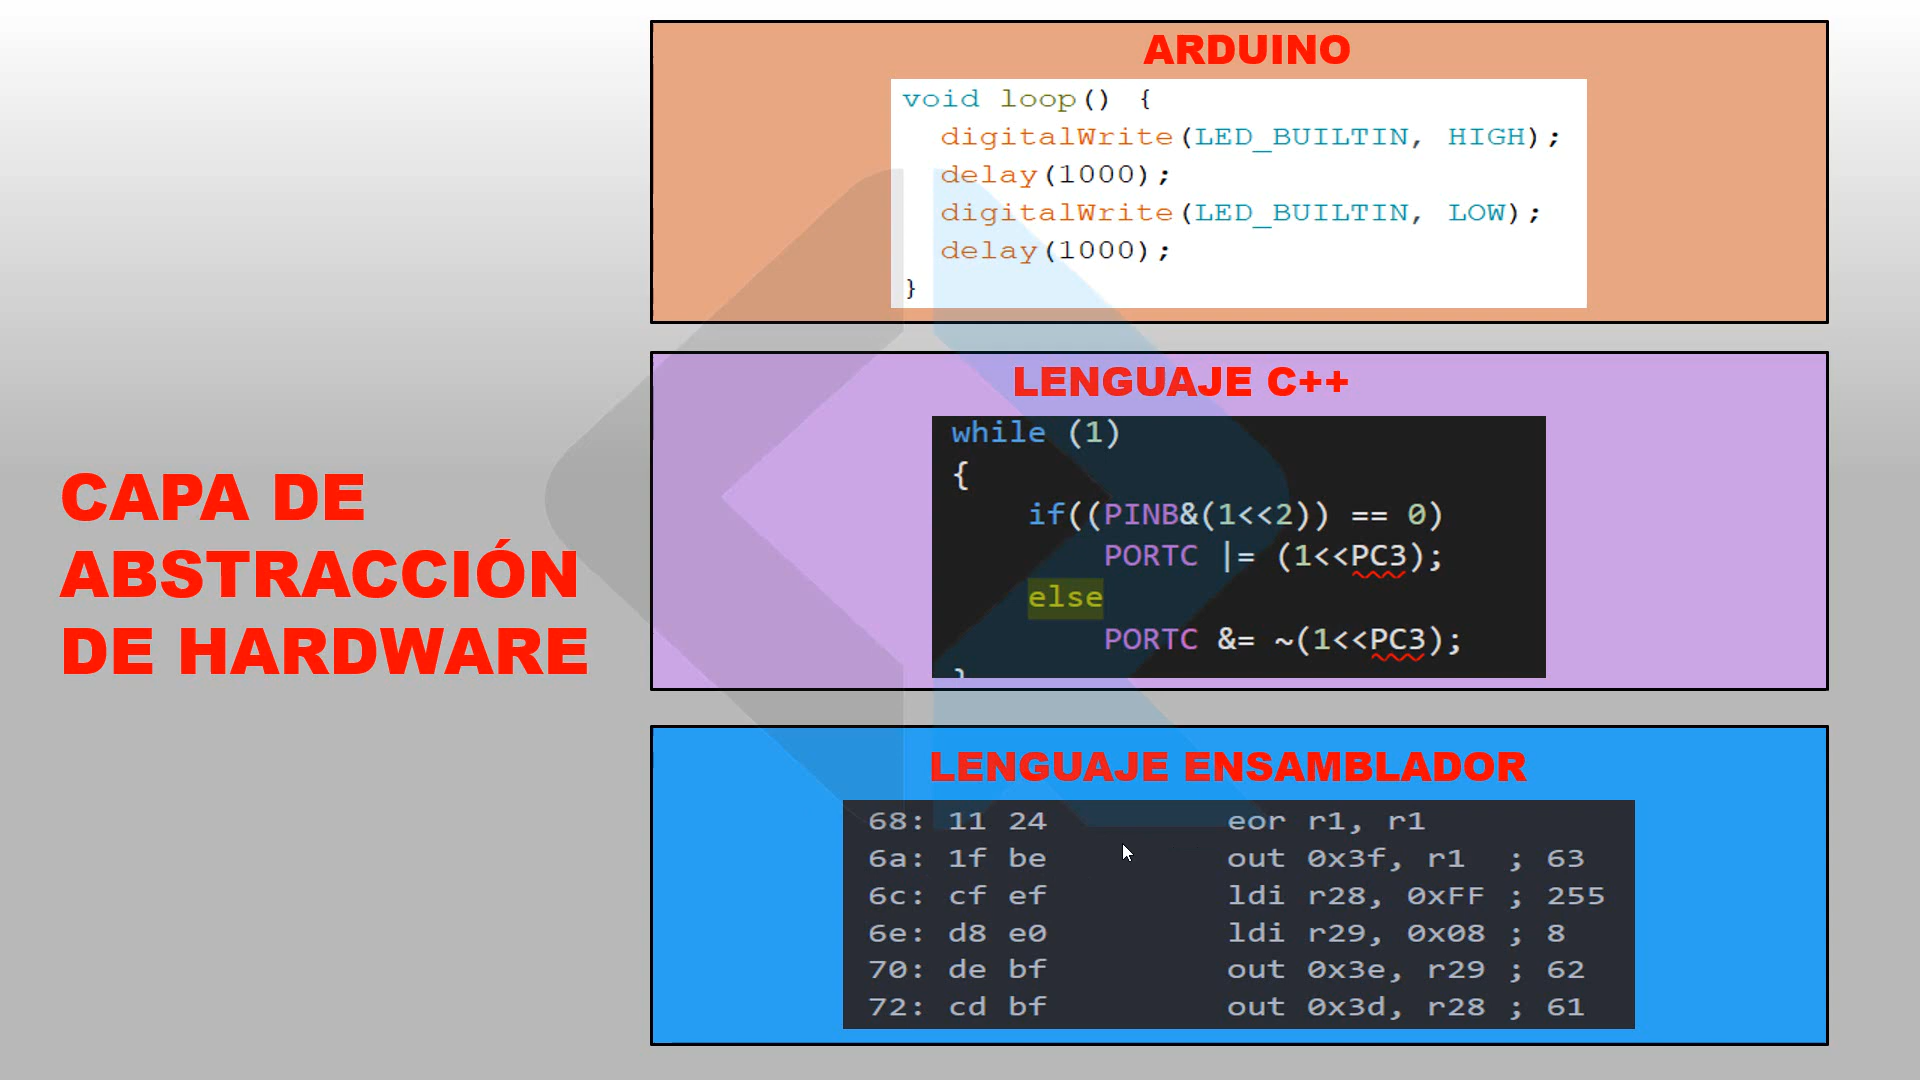 CAPA DE
ABSTRACCIÓN
DE HARDWARE
ARDUINO
void loop() {
  digitalWrite(LED_BUILTIN, HIGH);
  delay(1000);
  digitalWrite(LED_BUILTIN, LOW);
  delay(1000);
}
LENGUAJE C++
while (1)
{
    if((PINB&(1<<2)) == 0)
        PORTC |= (1<<PC3);
    else
        PORTC &= ~(1<<PC3);
}
LENGUAJE ENSAMBLADOR
68: 11 24         eor r1, r1
6a: 1f be         out 0x3f, r1  ; 63
6c: cf ef         ldi r28, 0xFF ; 255
6e: d8 e0         ldi r29, 0x08 ; 8
70: de bf         out 0x3e, r29 ; 62
72: cd bf         out 0x3d, r28 ; 61